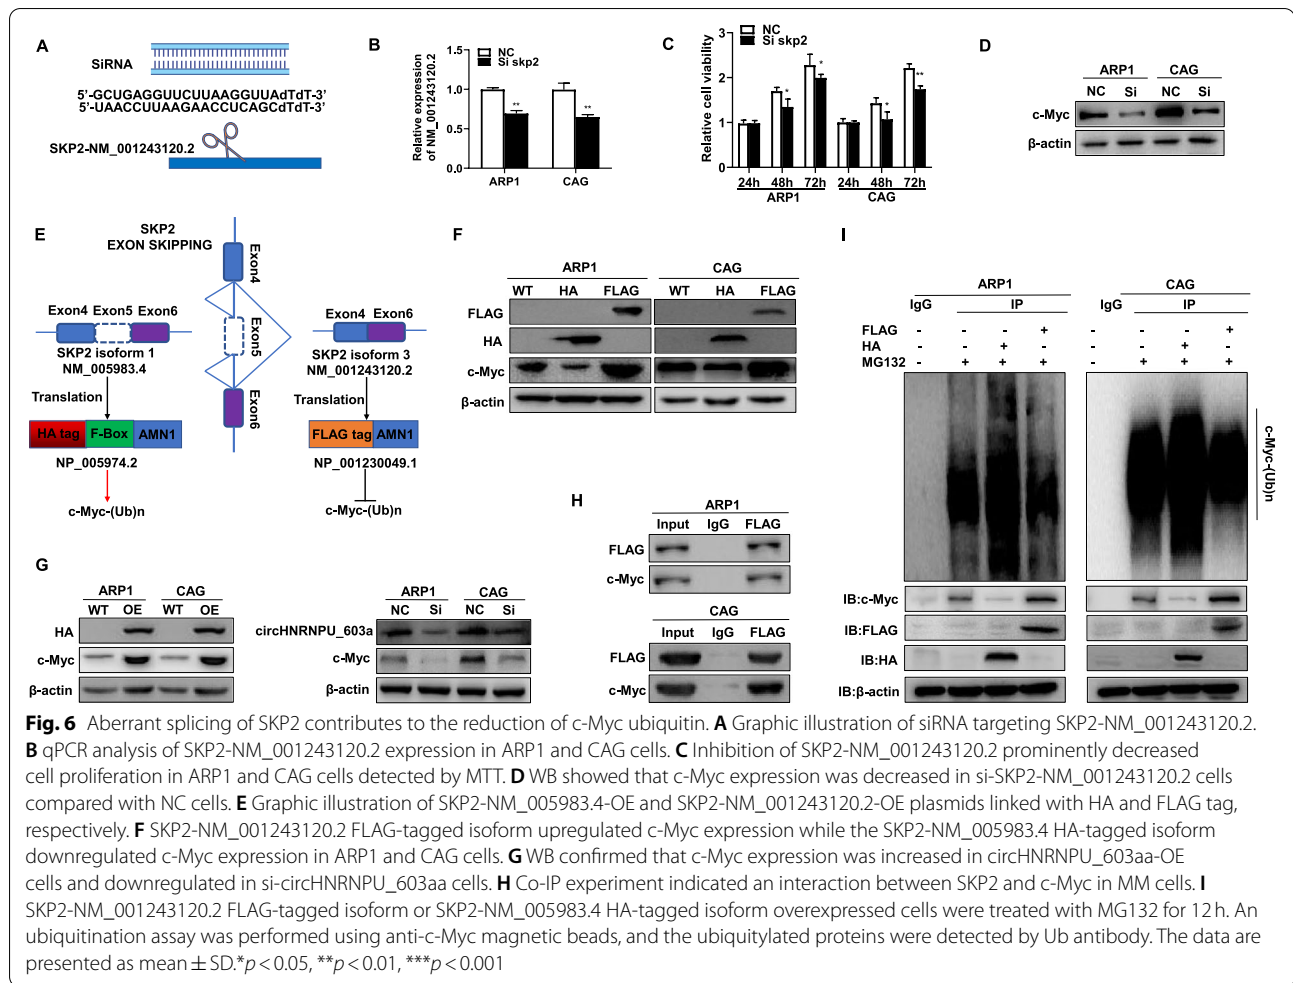 A
SiRNA
5'-GCUGAGGUUCUUAAGGUUAdTdT-3'
5'-UAACCUUAAGAACCUCAGCdTdT-3'
SKP2-NM_001243120.2
B
Relative expression
of NM_001243120.2
NC
Si skp2
1.5
1.0
0.5
0.0
** **
ARP1 CAG
C
Relative cell viability
NC
Si skp2
3
2
1
0
* * * **
24h 48h 72h 24h 48h 72h
ARP1 CAG
D
ARP1 CAG
NC Si NC Si
c-Myc
β-actin
E
SKP2
EXON SKIPPING
Exon4
Exon5
Exon6
Exon4 Exon5 Exon6
SKP2 isoform 1
NM_005983.4
Translation
HA tag F-Box AMN1
NP_005974.2
c-Myc-(Ub)n
Exon4 Exon6
SKP2 isoform 3
NM_001243120.2
Translation
FLAG tag AMN1
NP_001230049.1
c-Myc-(Ub)n
F
ARP1 CAG
WT HA FLAG WT HA FLAG
FLAG
HA
c-Myc
β-actin
G
ARP1 CAG
WT OE WT OE
HA
c-Myc
β-actin
ARP1 CAG
NC Si NC Si
circHNRNPU_603a
c-Myc
β-actin
H
ARP1
Input IgG FLAG
FLAG
c-Myc
CAG
Input IgG FLAG
FLAG
c-Myc
I
ARP1 CAG
IgG IP IgG IP
FLAG - - - + - - - +
HA - - + - - - + -
MG132 - + + + - + + +
c-Myc-(Ub)n
IB:c-Myc
IB:FLAG
IB:HA
IB:β-actin
Fig. 6 Aberrant splicing of SKP2 contributes to the reduction of c-Myc ubiquitin. A Graphic illustration of siRNA targeting SKP2-NM_001243120.2.
B qPCR analysis of SKP2-NM_001243120.2 expression in ARP1 and CAG cells. C Inhibition of SKP2-NM_001243120.2 prominently decreased
cell proliferation in ARP1 and CAG cells detected by MTT. D WB showed that c-Myc expression was decreased in si-SKP2-NM_001243120.2 cells
compared with NC cells. E Graphic illustration of SKP2-NM_005983.4-OE and SKP2-NM_001243120.2-OE plasmids linked with HA and FLAG tag,
respectively. F SKP2-NM_001243120.2 FLAG-tagged isoform upregulated c-Myc expression while the SKP2-NM_005983.4 HA-tagged isoform
downregulated c-Myc expression in ARP1 and CAG cells. G WB confirmed that c-Myc expression was increased in circHNRNPU_603aa-OE
cells and downregulated in si-circHNRNPU_603aa cells. H Co-IP experiment indicated an interaction between SKP2 and c-Myc in MM cells. I
SKP2-NM_001243120.2 FLAG-tagged isoform or SKP2-NM_005983.4 HA-tagged isoform overexpressed cells were treated with MG132 for 12 h. An
ubiquitination assay was performed using anti-c-Myc magnetic beads, and the ubiquitylated proteins were detected by Ub antibody. The data are
presented as mean ± SD.*p < 0.05, **p < 0.01, ***p < 0.001